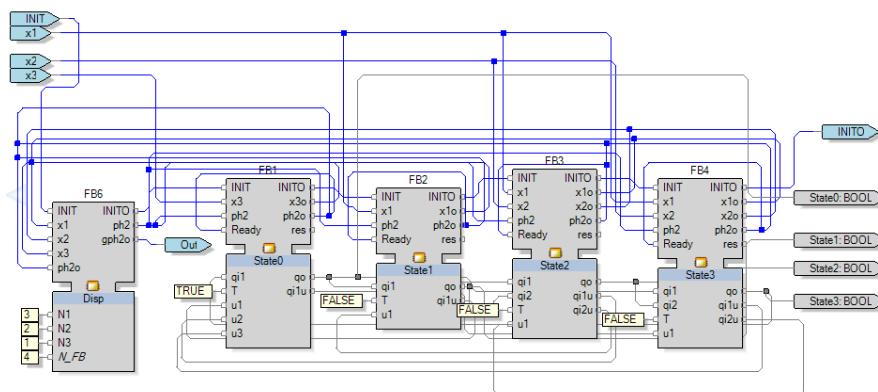 INIT
x1
x2
x3
INITO
State0: BOOL
State1: BOOL
State2: BOOL
State3: BOOL
Out
FB6
INIT INITO
x1 ph2
x2 gph2o
x3
ph2o
Disp
3 N1
2 N2
1 N3
4 N_FB
FB1
INIT INITO
x3 x3o
ph2 ph2o
Ready res
State0
qi1 qo
TRUE T qi1u
u1
u2
u3
FB2
INIT INITO
x1 x1o
ph2 ph2o
Ready res
State1
qi1 qo
FALSE T qi1u
u1
FB3
INIT INITO
x1 x1o
x2 x2o
ph2 ph2o
Ready res
State2
qi1 qo
qi2 qi1u
FALSE T qi2u
u1
FB4
INIT INITO
x1 x1o
x2 x2o
ph2 ph2o
Ready res
State3
qi1 qo
qi2 qi1u
FALSE T qi2u
u1